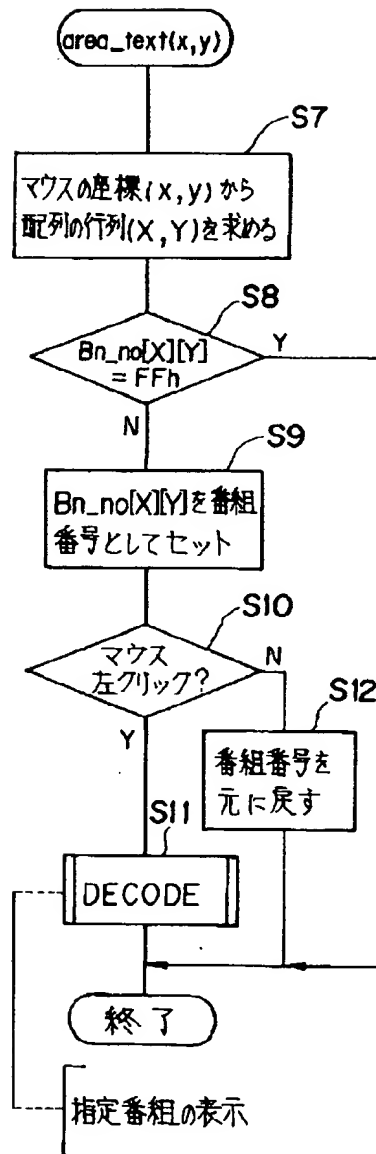 area_text(x,y)
S7
マウスの座標(x,y)から
配列の行列(X,Y)を求める
S8
Bn_no[X][Y]
= FFh
Y
N
S9
Bn_no[X][Y]を番組
番号としてセット
S10
マウス
左クリック?
N
Y
S12
番組番号を
元に戻す
S11
DECODE
終了
指定番組の表示